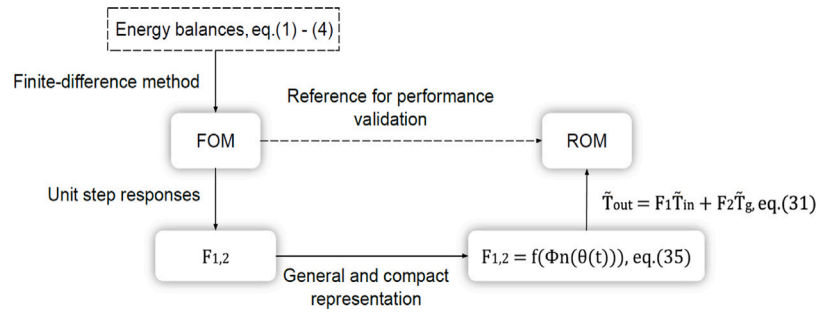 Energy balances, eq.(1) - (4)
Finite-difference method
Reference for performance
validation
FOM
ROM
Unit step responses
T̃out = F1T̃in + F2T̃g, eq.(31)
F1,2
F1,2 = f(Φn(θ(t))), eq.(35)
General and compact
representation